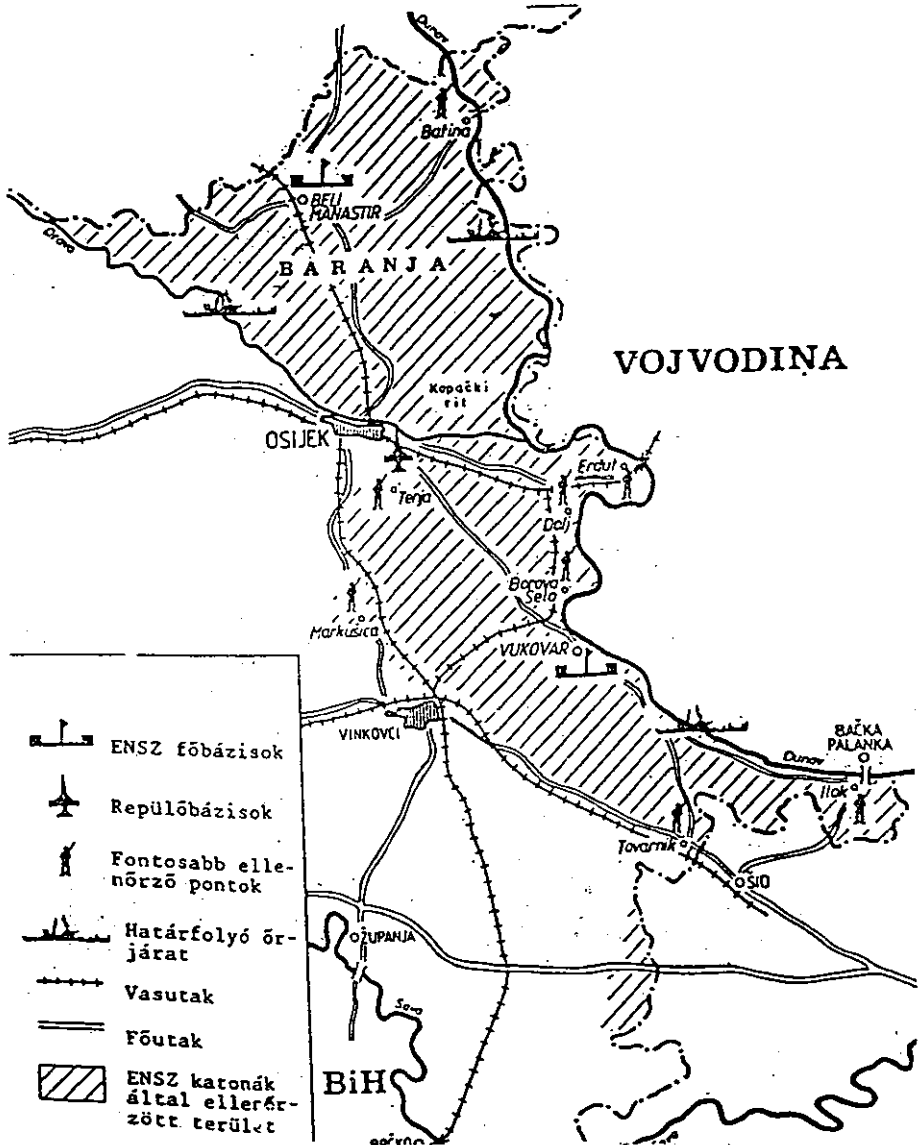 Dunav
Batina
BELI
MANASTIR
Drava
BARANJA
VOJVODINA
Kopački
rit
OSIJEK
Erdut
Tenja
Dalj
Borovo
Selo
Markušica
VUKOVAR
VINKOVCI
BAČKA
PALANKA
Dunav
Ilok
Tovarnik
ŠID
ŽUPANJA
Sava
BiH
ENSZ főbázisok
Repülőbázisok
Fontosabb elle-
nőrző pontok
Határfolyó őr-
járat
Vasutak
Főutak
ENSZ katonák
által ellenőr-
zött terület